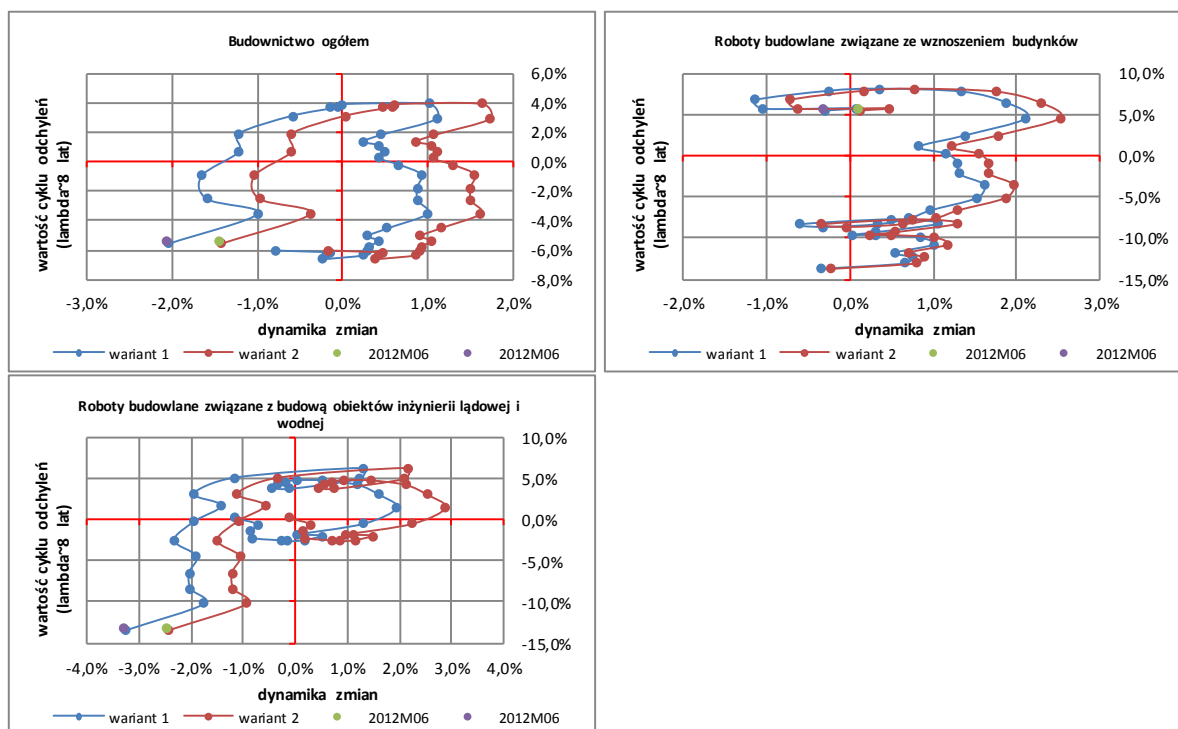 Budownictwo ogółem
6,0%
4,0%
2,0%
0,0%
-2,0%
-4,0%
-6,0%
-8,0%
wartość cyklu odchyleń
(lambda~8 lat)
-3,0% -2,0% -1,0% 0,0% 1,0% 2,0%
dynamika zmian
wariant 1 wariant 2 2012M06 2012M06
Roboty budowlane związane ze wznoszeniem budynków
10,0%
5,0%
0,0%
-5,0%
-10,0%
-15,0%
wartość cyklu odchyleń
(lambda~8 lat)
-2,0% -1,0% 0,0% 1,0% 2,0% 3,0%
dynamika zmian
wariant 1 wariant 2 2012M06 2012M06
Roboty budowlane związane z budową obiektów inżynierii lądowej i
wodnej
10,0%
5,0%
0,0%
-5,0%
-10,0%
-15,0%
wartość cyklu odchyleń
(lambda~8 lat)
-4,0% -3,0% -2,0% -1,0% 0,0% 1,0% 2,0% 3,0% 4,0%
dynamika zmian
wariant 1 wariant 2 2012M06 2012M06